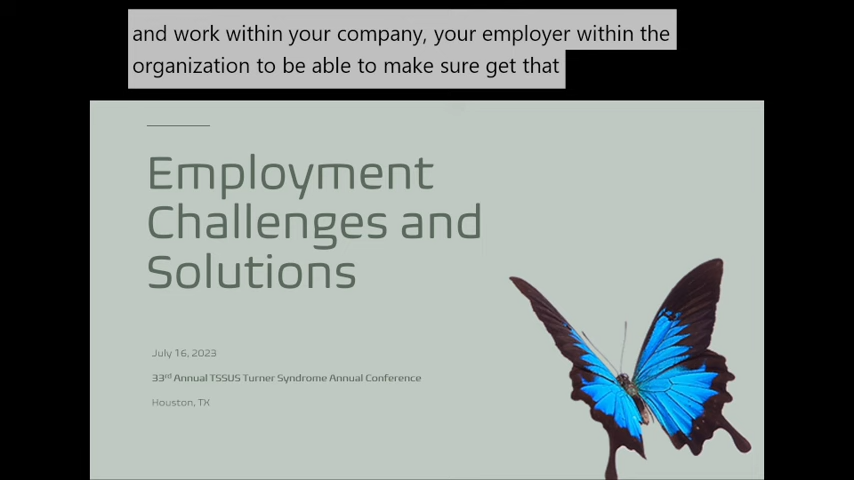 and work within your company, your employer within the
organization to be able to make sure get that
Employment
Challenges and
Solutions
July 16, 2023
33rd Annual TSSUS Turner Syndrome Annual Conference
Houston, TX